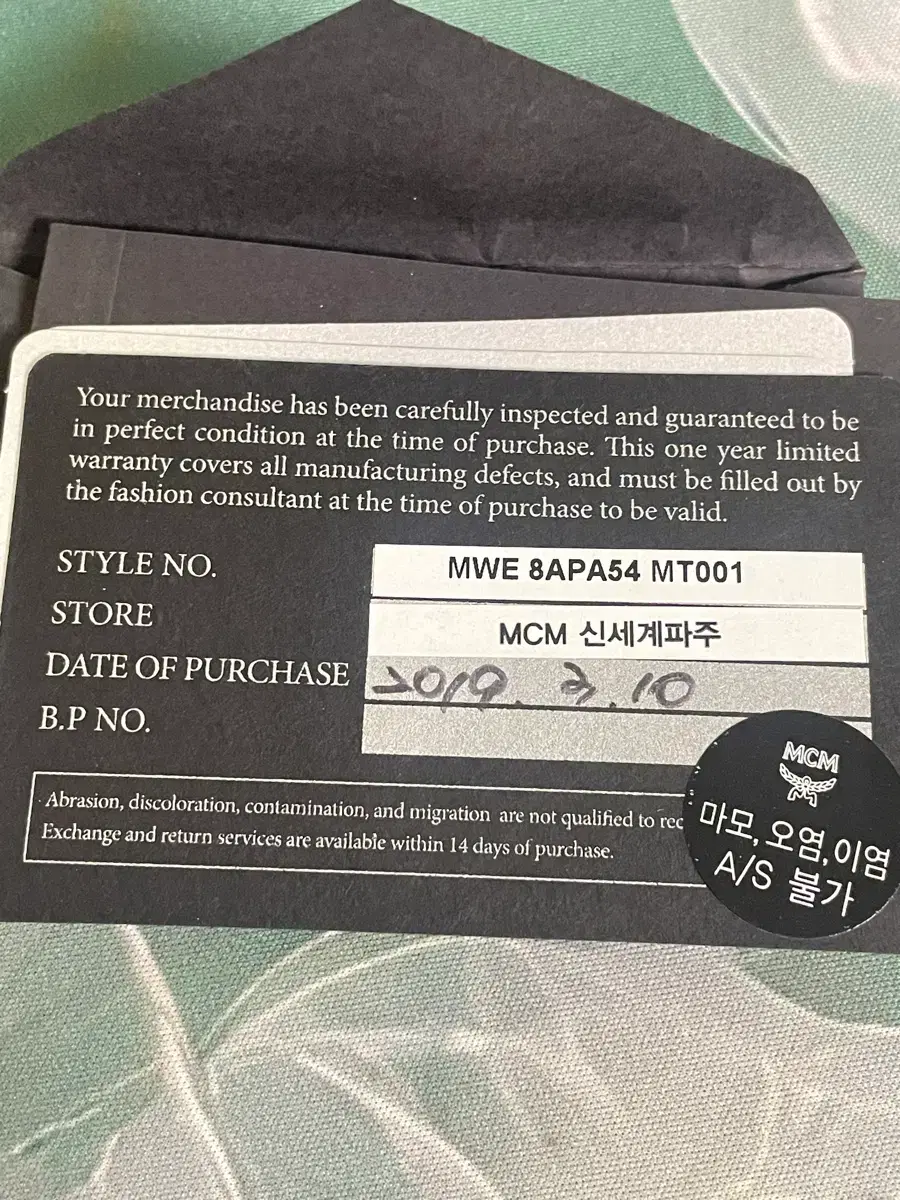 Your merchandise has been carefully inspected and guaranteed to be
in perfect condition at the time of purchase. This one year limited
warranty covers all manufacturing defects, and must be filled out by
the fashion consultant at the time of purchase to be valid.
STYLE NO. MWE 8APA54 MT001
STORE MCM 신세계파주
DATE OF PURCHASE 2019. 3. 10
B.P NO.
Abrasion, discoloration, contamination, and migration are not qualified to
Exchange and return services are available within 14 days of purchase.
MCM
마모, 오염, 이염
A/S 불가